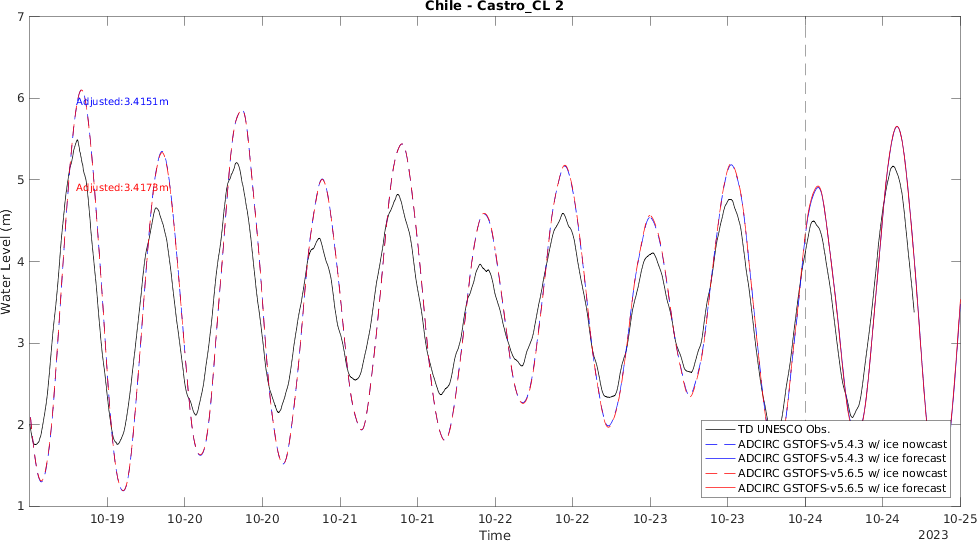 Chile - Castro_CL 2
7
6
5
4
3
2
1
Water Level (m)
Adjusted:3.4151m
Adjusted:3.4173m
TD UNESCO Obs.
ADCIRC GSTOFS-v5.4.3 w/ ice nowcast
ADCIRC GSTOFS-v5.4.3 w/ ice forecast
ADCIRC GSTOFS-v5.6.5 w/ ice nowcast
ADCIRC GSTOFS-v5.6.5 w/ ice forecast
10-19 10-20 10-20 10-21 10-21 10-22 10-22 10-23 10-23 10-24 10-24 10-25
Time
2023